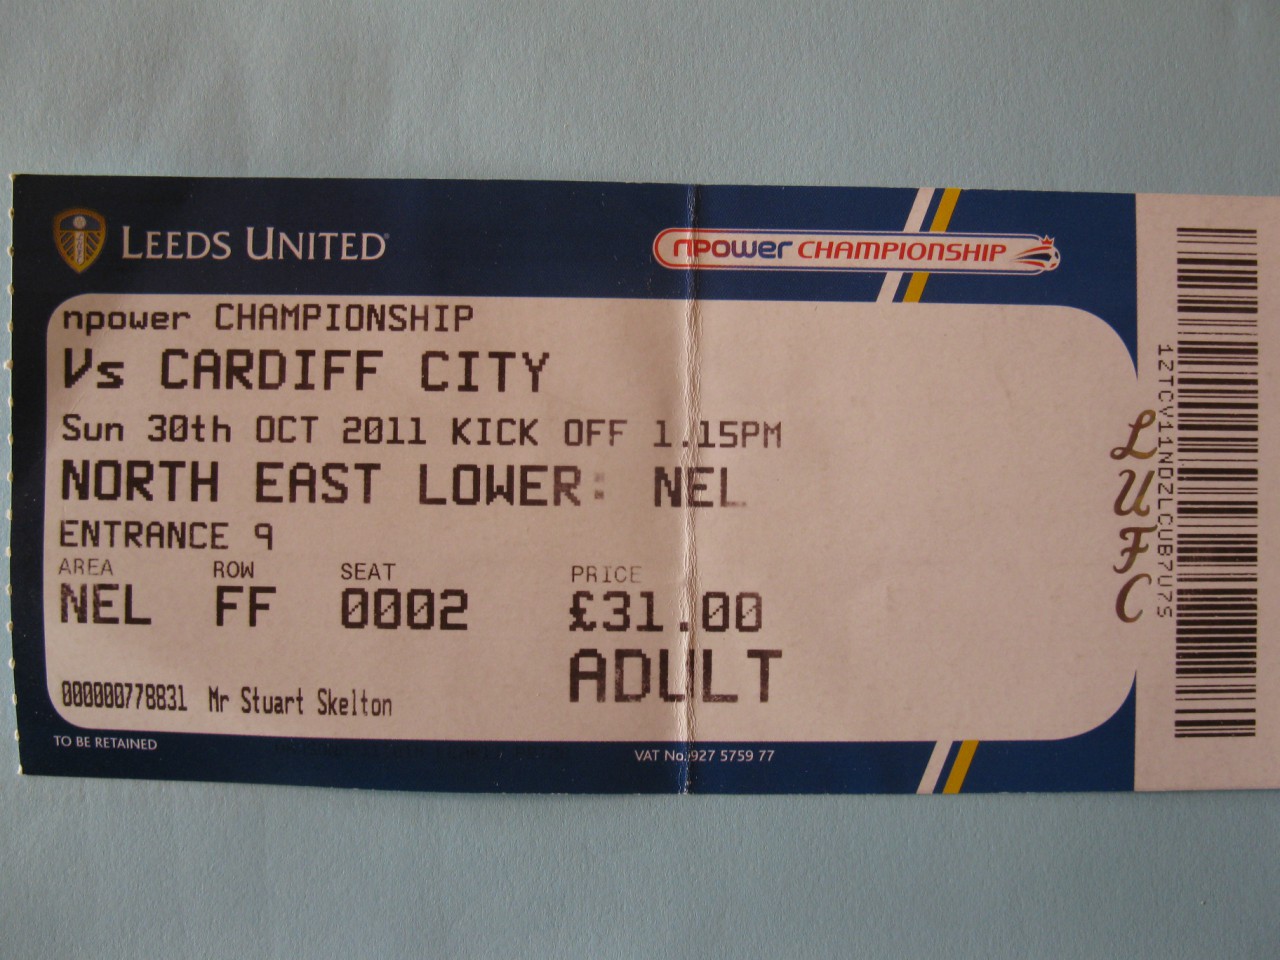 LEEDS UNITED
npower CHAMPIONSHIP
npower CHAMPIONSHIP
Vs CARDIFF CITY
Sun 30th OCT 2011 KICK OFF 1.15PM
NORTH EAST LOWER: NEL
ENTRANCE 9
AREA ROW SEAT PRICE
NEL FF 0002 £31.00
ADULT
000000778831 Mr Stuart Skelton
TO BE RETAINED
VAT No. 927 5759 77
LUFC
12TCV11NDZLCUB7U7S